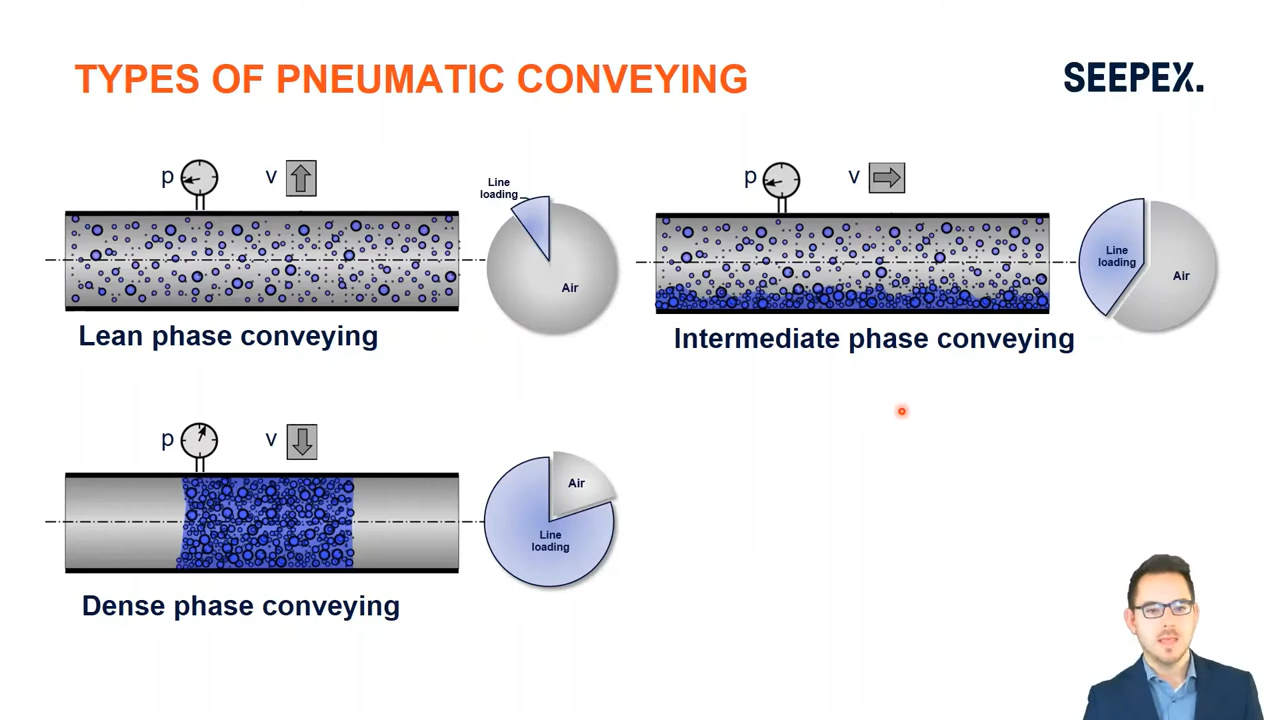 TYPES OF PNEUMATIC CONVEYING
SEEPEX.
p
v
Line
loading
Air
Lean phase conveying
p
v
Line
loading
Air
Intermediate phase conveying
p
v
Air
Line
loading
Dense phase conveying